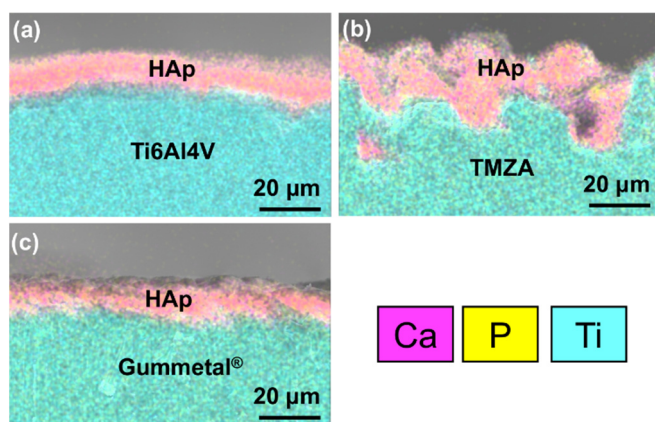 (a)
HAp
Ti6Al4V
20 µm
(b)
HAp
TMZA
20 µm
(c)
HAp
Gummetal®
20 µm
Ca P Ti